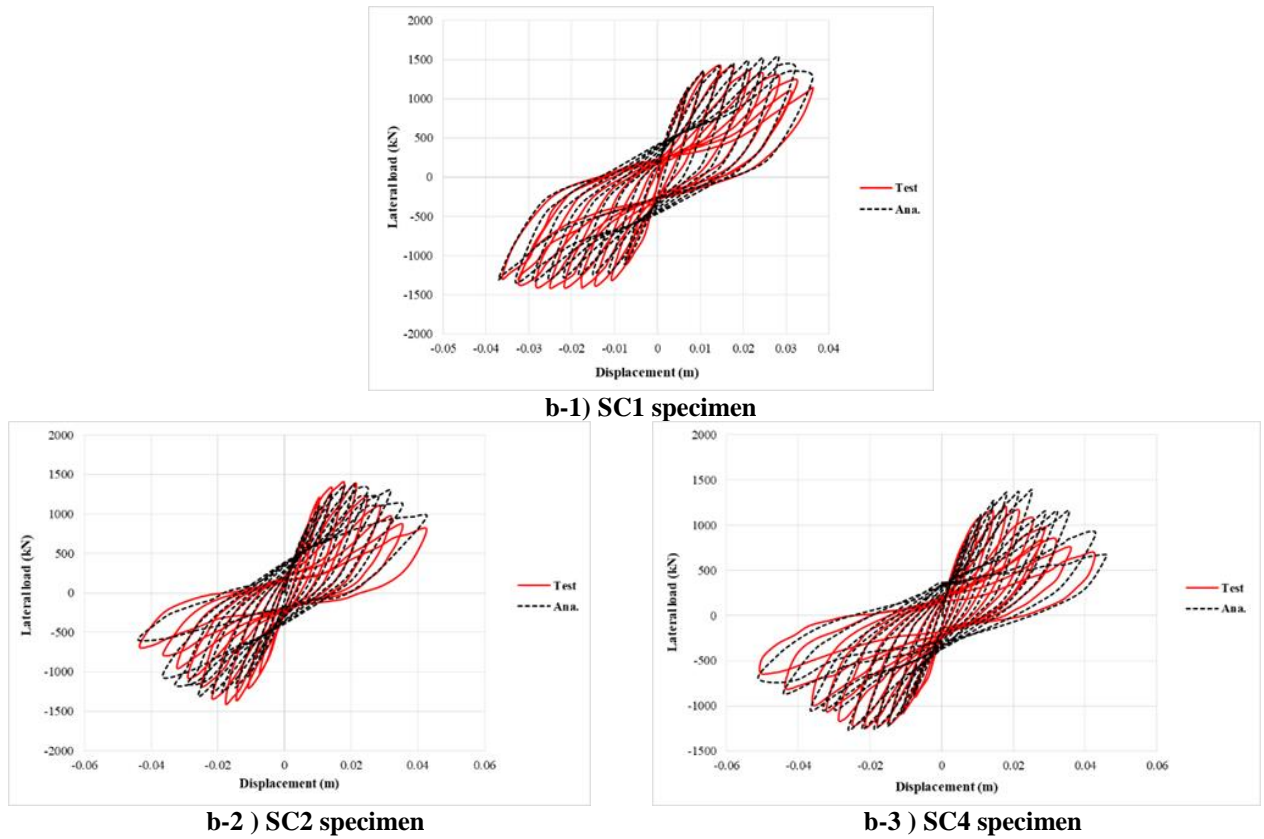 2000
1500
1000
500
0
-500
-1000
-1500
-2000
Lateral load (kN)
-0.05 -0.04 -0.03 -0.02 -0.01 0 0.01 0.02 0.03 0.04
Displacement (m)
Test
Ana.
b-1) SC1 specimen
2000
1500
1000
500
0
-500
-1000
-1500
-2000
Lateral load (kN)
-0.06 -0.04 -0.02 0 0.02 0.04 0.06
Displacement (m)
Test
Ana.
b-2 ) SC2 specimen
2000
1500
1000
500
0
-500
-1000
-1500
Lateral load (kN)
-0.06 -0.04 -0.02 0 0.02 0.04 0.06
Displacement (m)
Test
Ana.
b-3 ) SC4 specimen